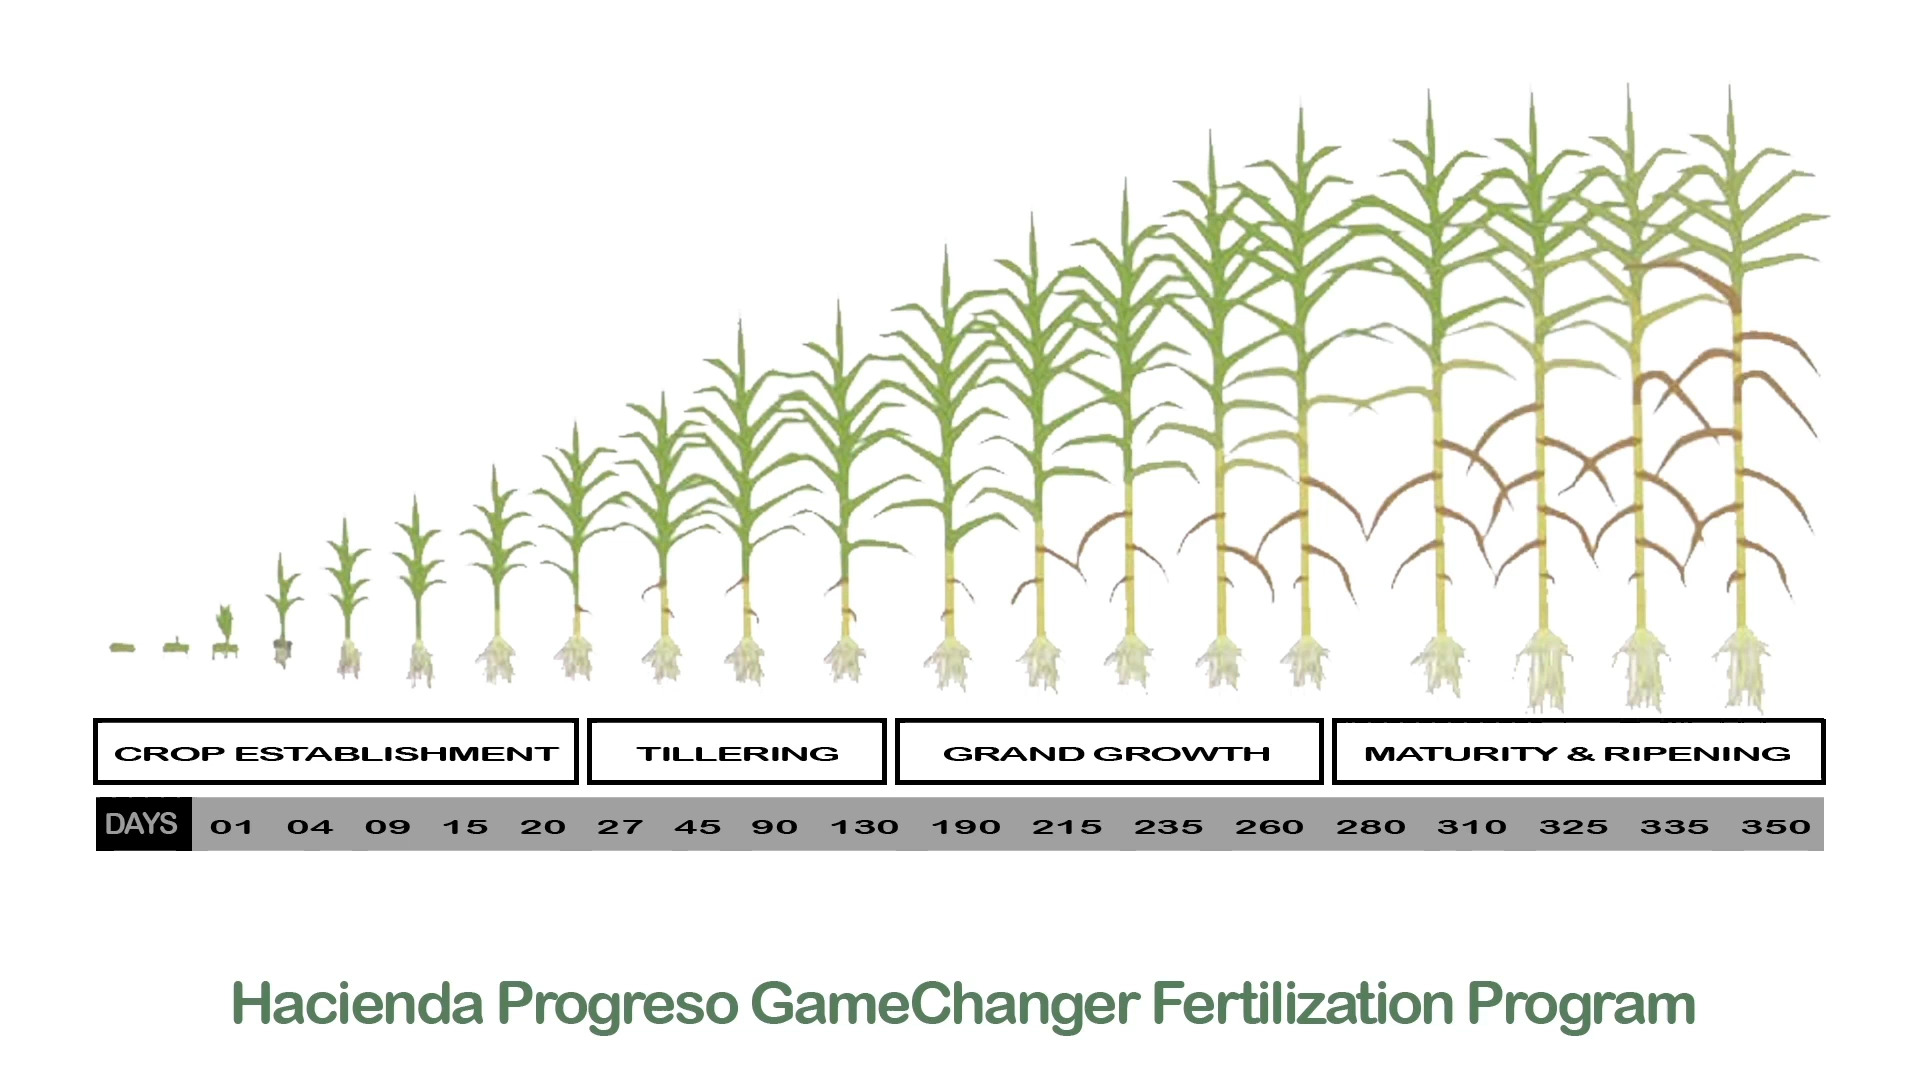 CROP ESTABLISHMENT TILLERING GRAND GROWTH MATURITY & RIPENING
DAYS 01 04 09 15 20 27 45 90 130 190 215 235 260 280 310 325 335 350
Hacienda Progreso GameChanger Fertilization Program